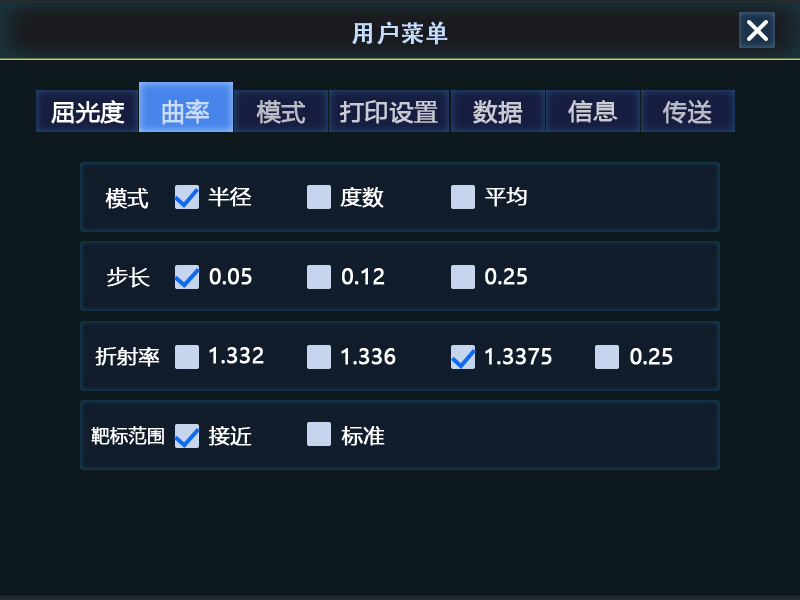 用户菜单
屈光度 曲率 模式 打印设置 数据 信息 传送
模式 半径 度数 平均
步长 0.05 0.12 0.25
折射率 1.332 1.336 1.3375 0.25
靶标范围 接近 标准